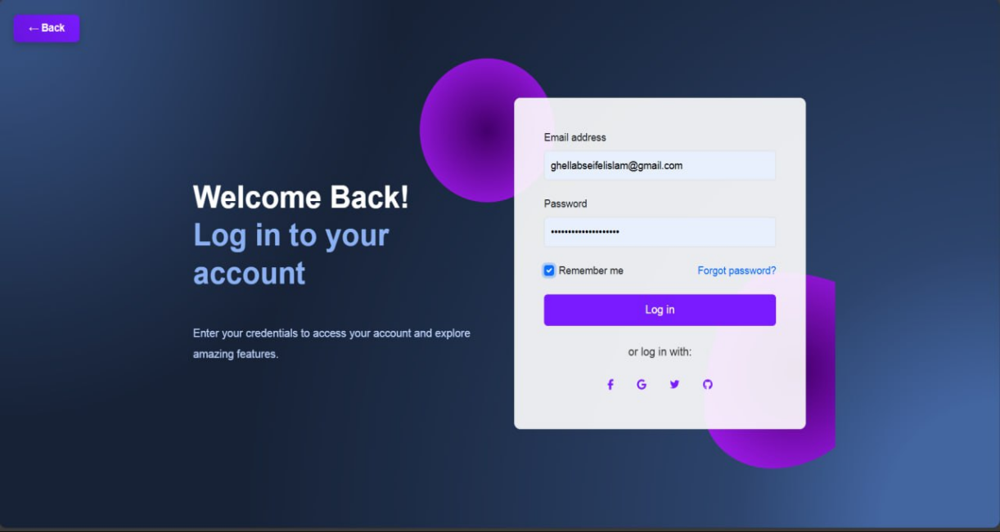 ← Back
Welcome Back!
Log in to your
account
Enter your credentials to access your account and explore
amazing features.
Email address
ghellabseifelislam@gmail.com
Password
••••••••••••••••••••
Remember me
Forgot password?
Log in
or log in with: